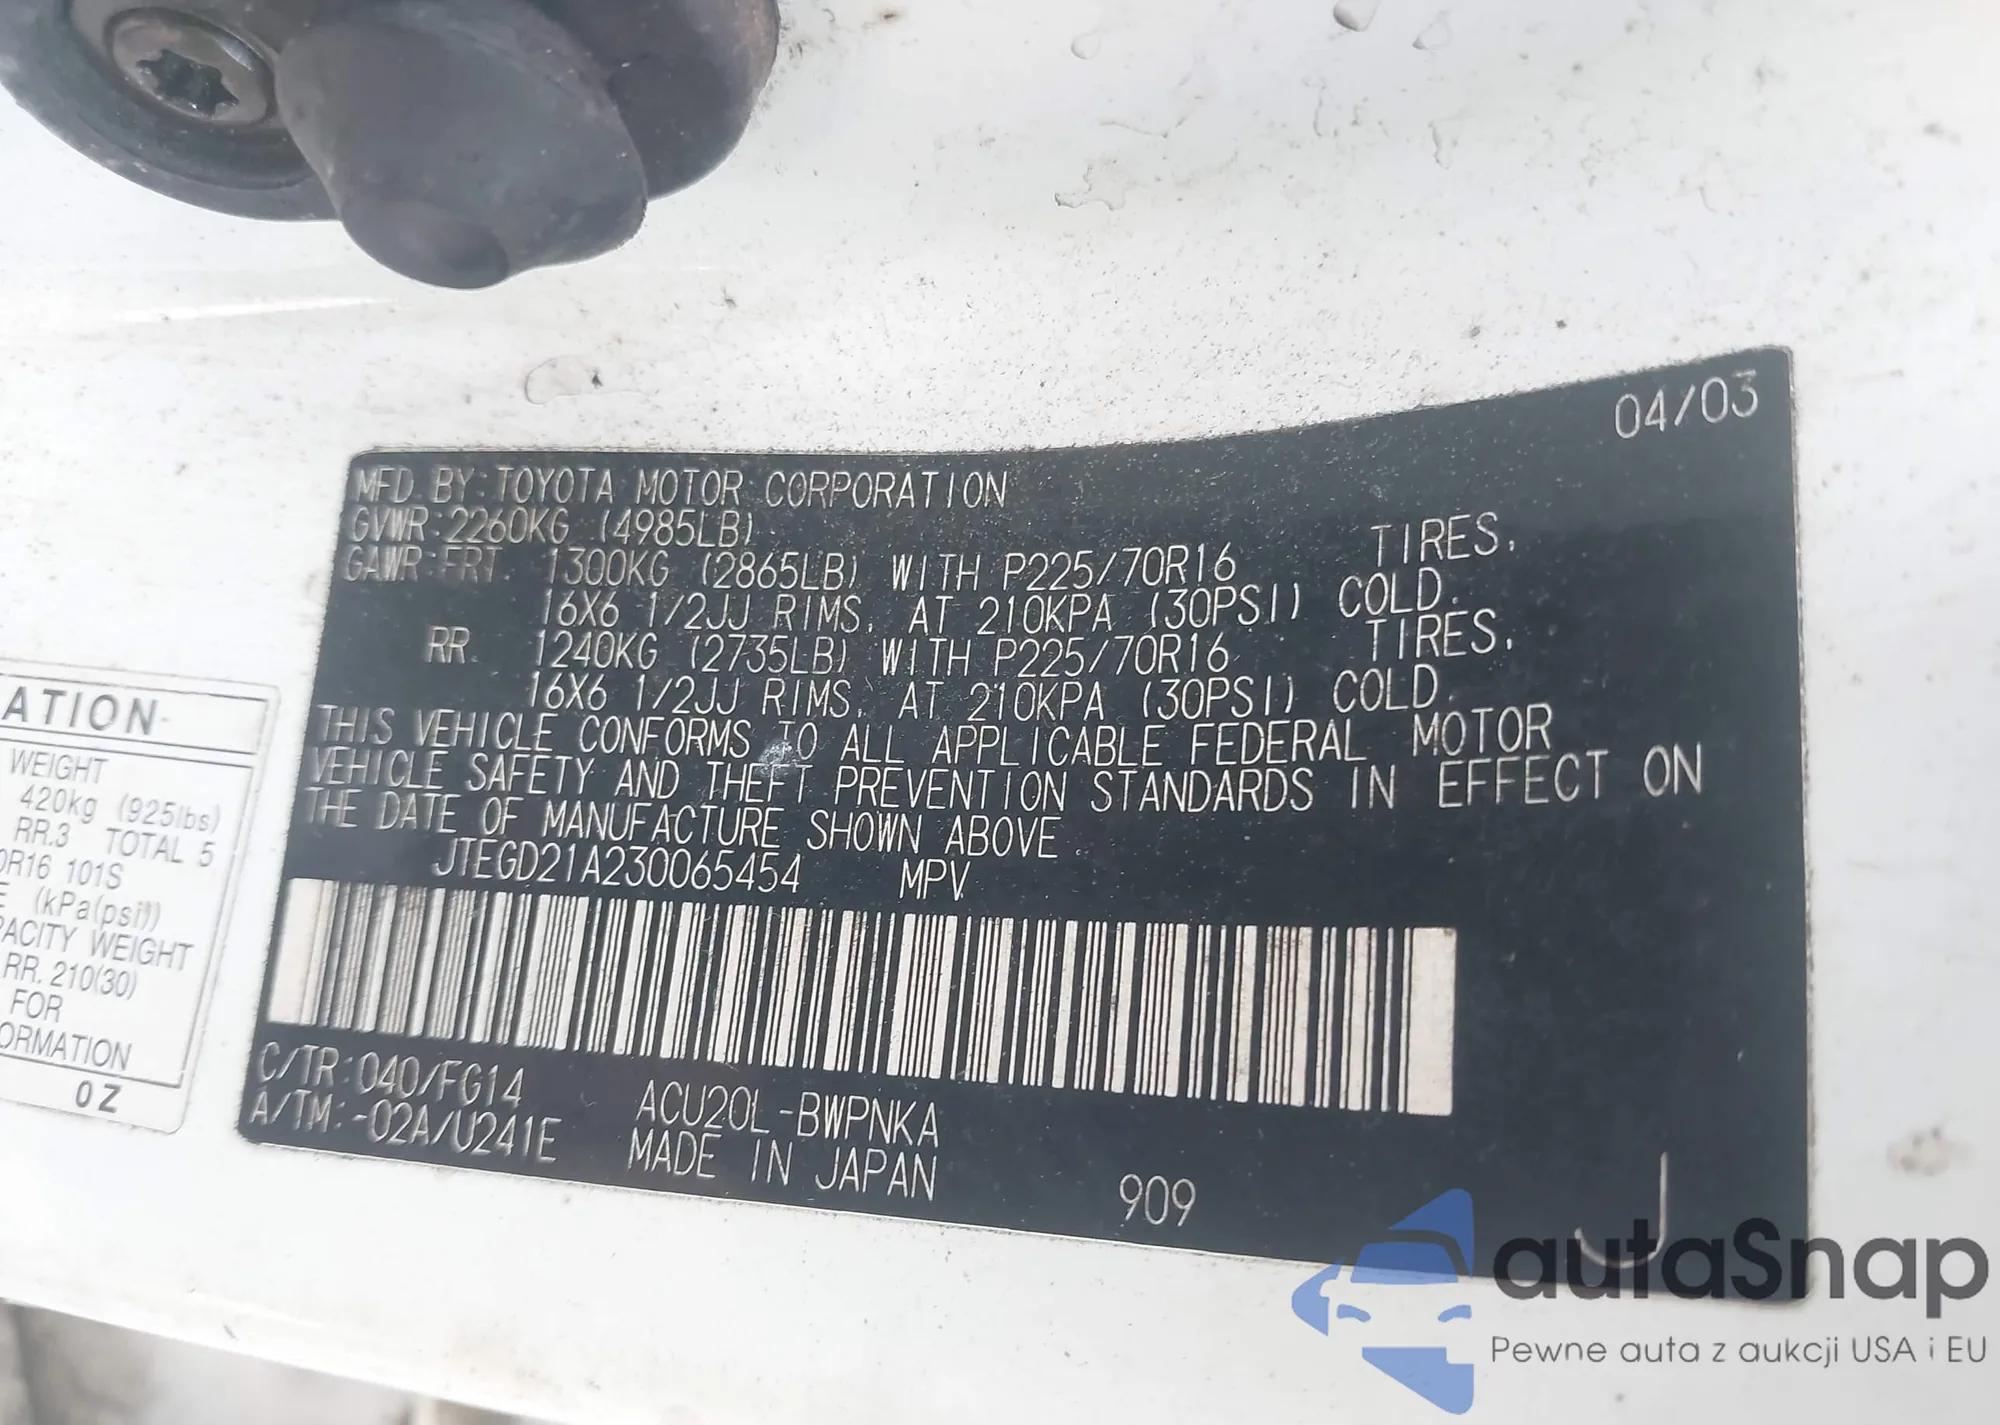 04/03
MFD. BY: TOYOTA MOTOR CORPORATION
GVWR: 2260KG (4985LB)
GAWR: FRT. 1300KG (2865LB) WITH P225/70R16 TIRES,
16X6 1/2JJ RIMS, AT 210KPA (30PSI) COLD.
RR. 1240KG (2735LB) WITH P225/70R16 TIRES,
16X6 1/2JJ RIMS, AT 210KPA (30PSI) COLD.
THIS VEHICLE CONFORMS TO ALL APPLICABLE FEDERAL MOTOR
VEHICLE SAFETY AND THEFT PREVENTION STANDARDS IN EFFECT ON
THE DATE OF MANUFACTURE SHOWN ABOVE.
JTEGD21A230065454 MPV
C/TR: 040/FG14 ACU20L-BWPNKA
A/TM: -02A/U241E MADE IN JAPAN
909 J
ATION
WEIGHT
420kg (925lbs)
RR.3 TOTAL 5
0R16 101S
E (kPa(psi))
PACITY WEIGHT
RR. 210(30)
FOR
ORMATION
0Z
autaSnap
Pewne auta z aukcji USA i EU